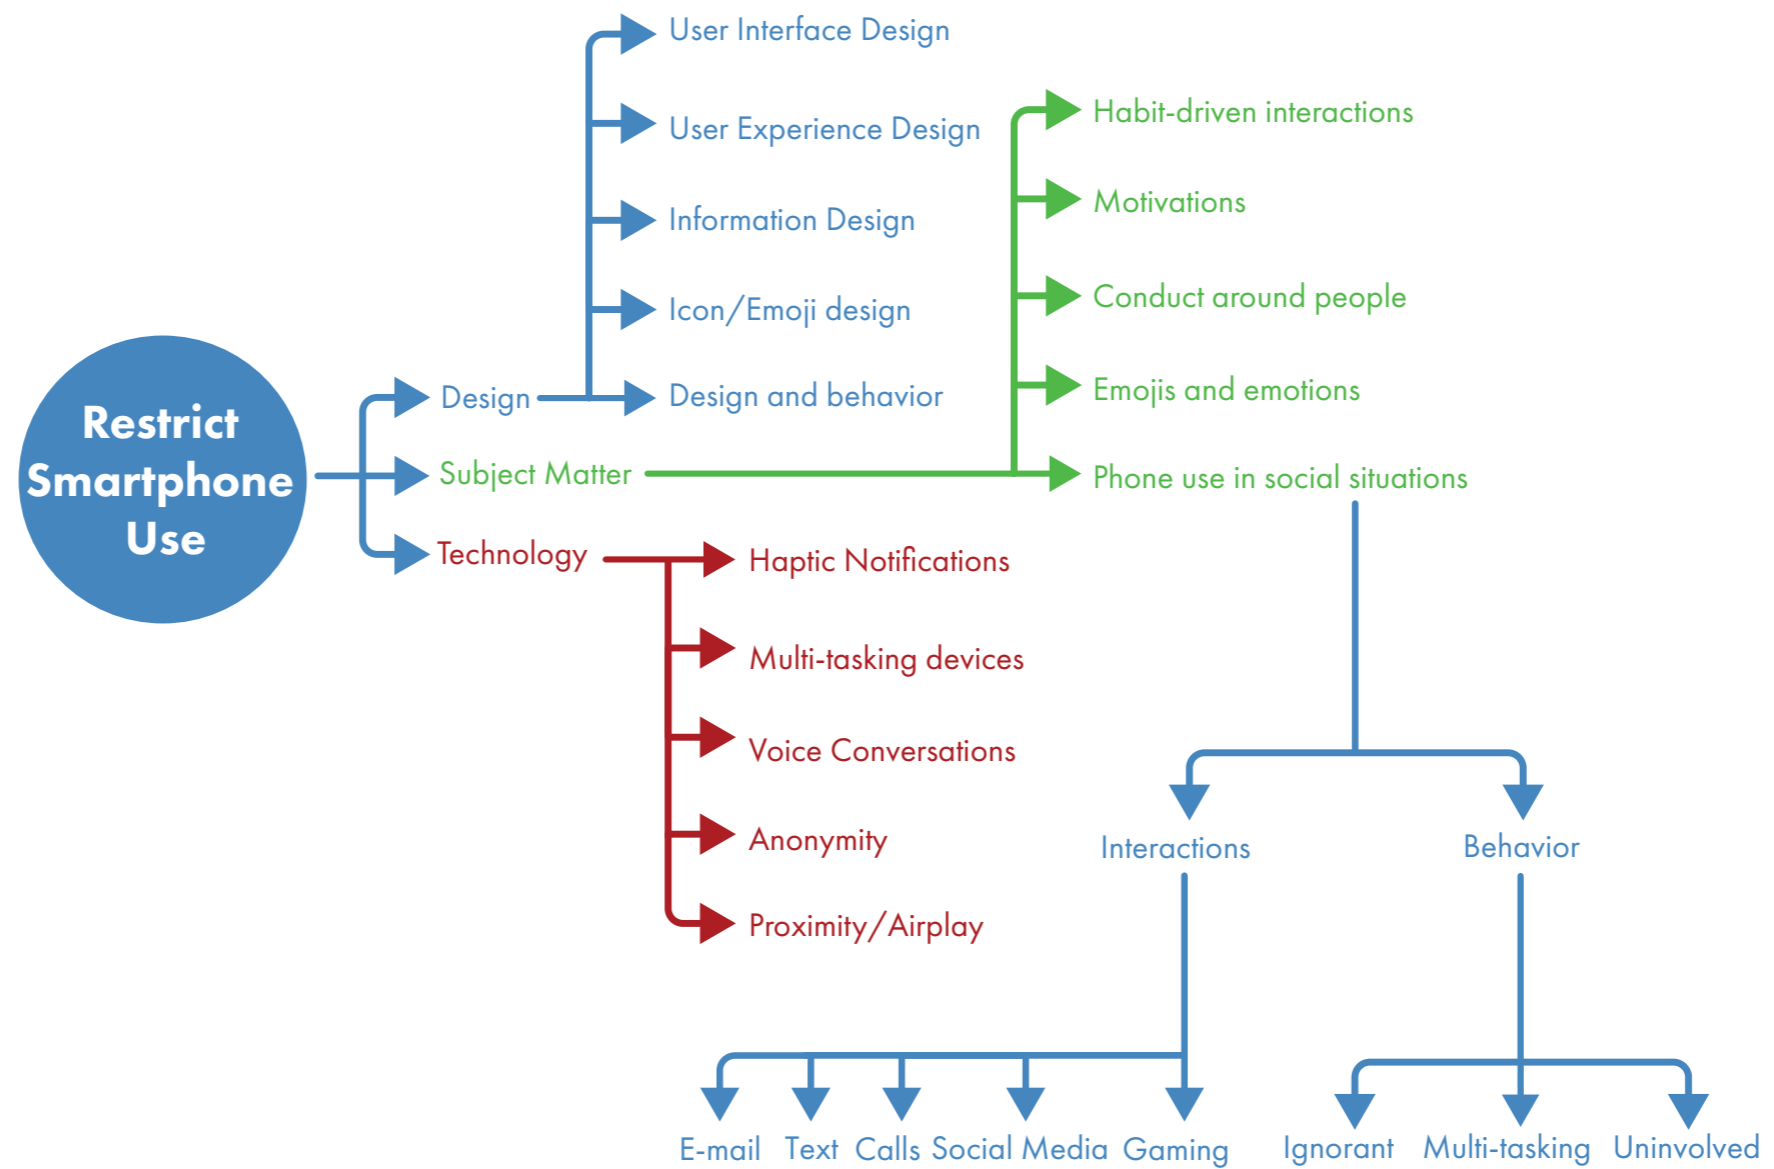 Restrict
Smartphone
Use
Design
User Interface Design
User Experience Design
Information Design
Icon/Emoji design
Design and behavior
Subject Matter
Habit-driven interactions
Motivations
Conduct around people
Emojis and emotions
Phone use in social situations
Technology
Haptic Notifications
Multi-tasking devices
Voice Conversations
Anonymity
Proximity/Airplay
Interactions
Behavior
E-mail
Text
Calls
Social Media
Gaming
Ignorant
Multi-tasking
Uninvolved